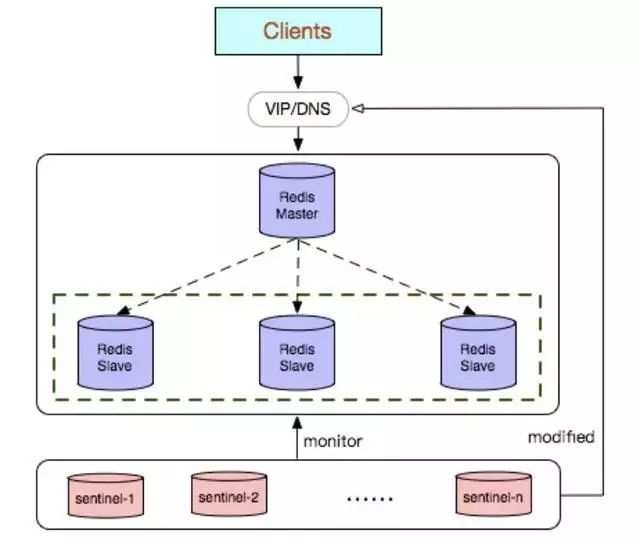 Clients
VIP/DNS
Redis
Master
Redis
Slave
Redis
Slave
Redis
Slave
monitor
modified
sentinel-1
sentinel-2
......
sentinel-n